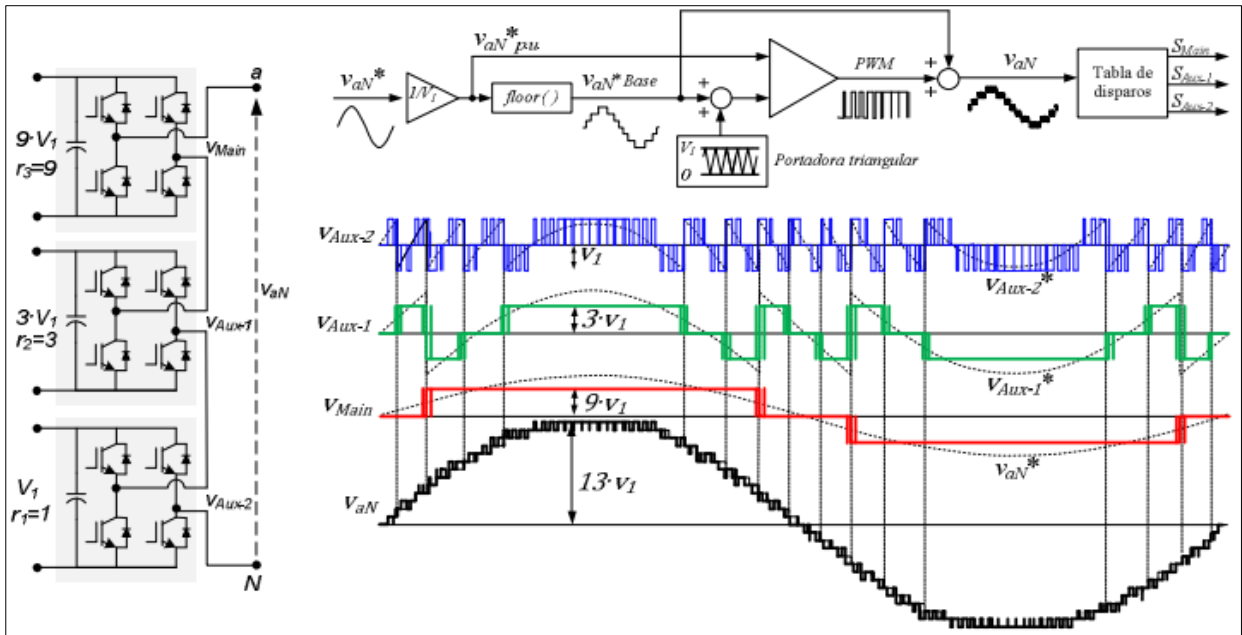 9·V1
r3=9
3·V1
r2=3
V1
r1=1
a
vMain
vaN
vAux-1
vAux-2
N
vaN*
1/V1
vaN* p.u.
floor()
vaN* Base
+
+
V1
0
Portadora triangular
PWM
+
+
vaN
Tabla de
disparos
SMain
SAux-1
SAux-2
vAux-2
v1
vAux-2*
vAux-1
3·v1
vAux-1*
vMain
9·v1
vaN*
vaN
13·v1